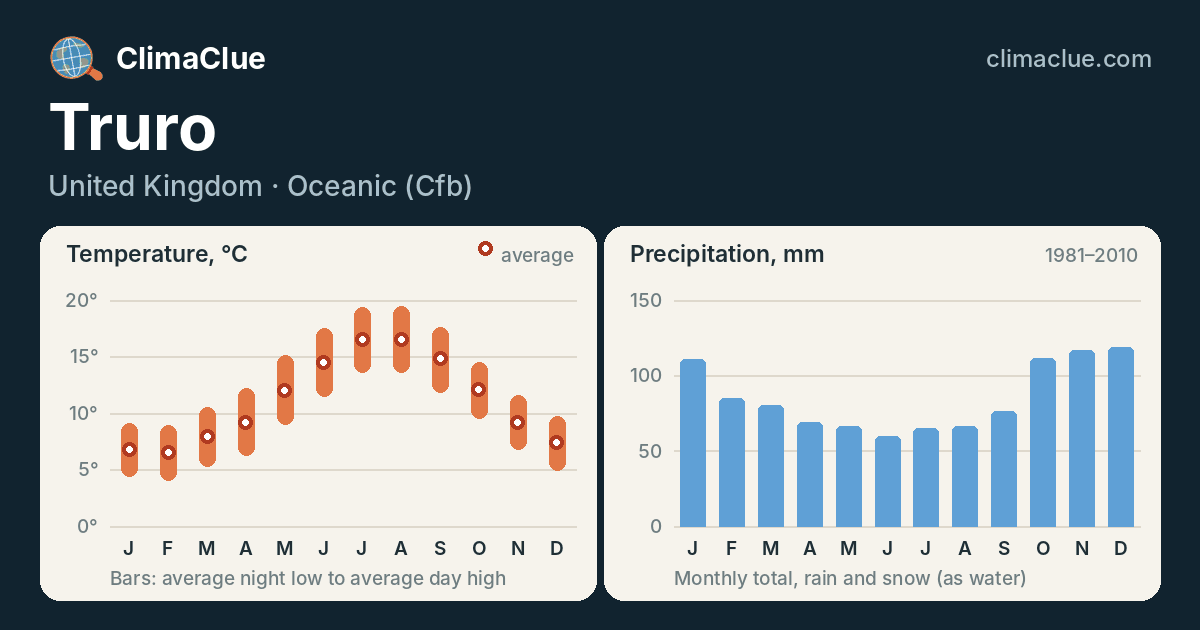 ClimaClue
climaclue.com
Truro
United Kingdom · Oceanic (Cfb)
Temperature, °C
average
20°
15°
10°
5°
0°
J F M A M J J A S O N D
Bars: average night low to average day high
Precipitation, mm
1981–2010
150
100
50
0
J F M A M J J A S O N D
Monthly total, rain and snow (as water)